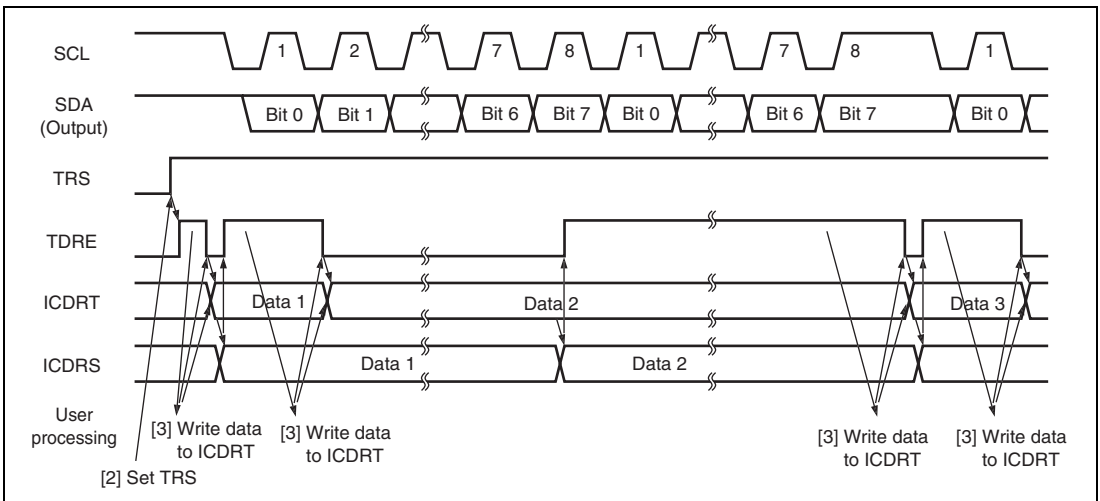 SCL 1 2 7 8 1 7 8 1
SDA
(Output)
Bit 0 Bit 1 Bit 6 Bit 7 Bit 0 Bit 6 Bit 7 Bit 0
TRS
TDRE
ICDRT Data 1 Data 2 Data 3
ICDRS Data 1 Data 2
User
processing
[3] Write data
to ICDRT
[3] Write data
to ICDRT
[3] Write data
to ICDRT
[3] Write data
to ICDRT
[2] Set TRS